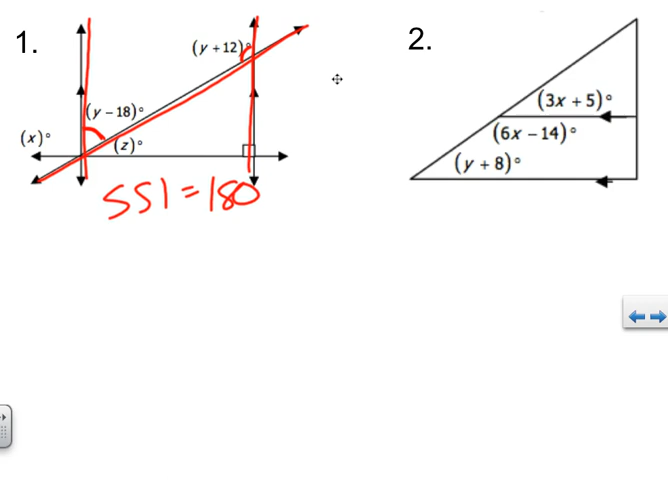 1.
(y + 12)°
(y – 18)°
(x)°
(z)°
SSI = 180
2.
(3x + 5)°
(6x – 14)°
(y + 8)°